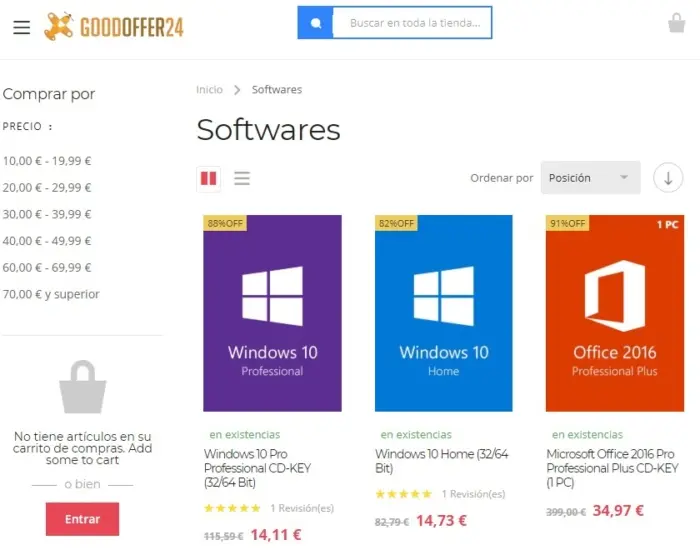 GOODOFFER24
Buscar en toda la tienda...
Comprar por
PRECIO :
10,00 € - 19,99 €
20,00 € - 29,99 €
30,00 € - 39,99 €
40,00 € - 49,99 €
60,00 € - 69,99 €
70,00 € y superior
No tiene artículos en su
carrito de compras. Add
some to cart
o bien
Entrar
Inicio > Softwares
Softwares
Ordenar por Posición
88%OFF
Windows 10
Professional
en existencias
Windows 10 Pro
Professional CD-KEY
(32/64 Bit)
1 Revisión(es)
115,59 € 14,11 €
82%OFF
Windows 10
Home
en existencias
Windows 10 Home (32/64
Bit)
1 Revisión(es)
82,79 € 14,73 €
91%OFF
1 PC
Office 2016
Professional Plus
en existencias
Microsoft Office 2016 Pro
Professional Plus CD-KEY
(1 PC)
399,00 € 34,97 €